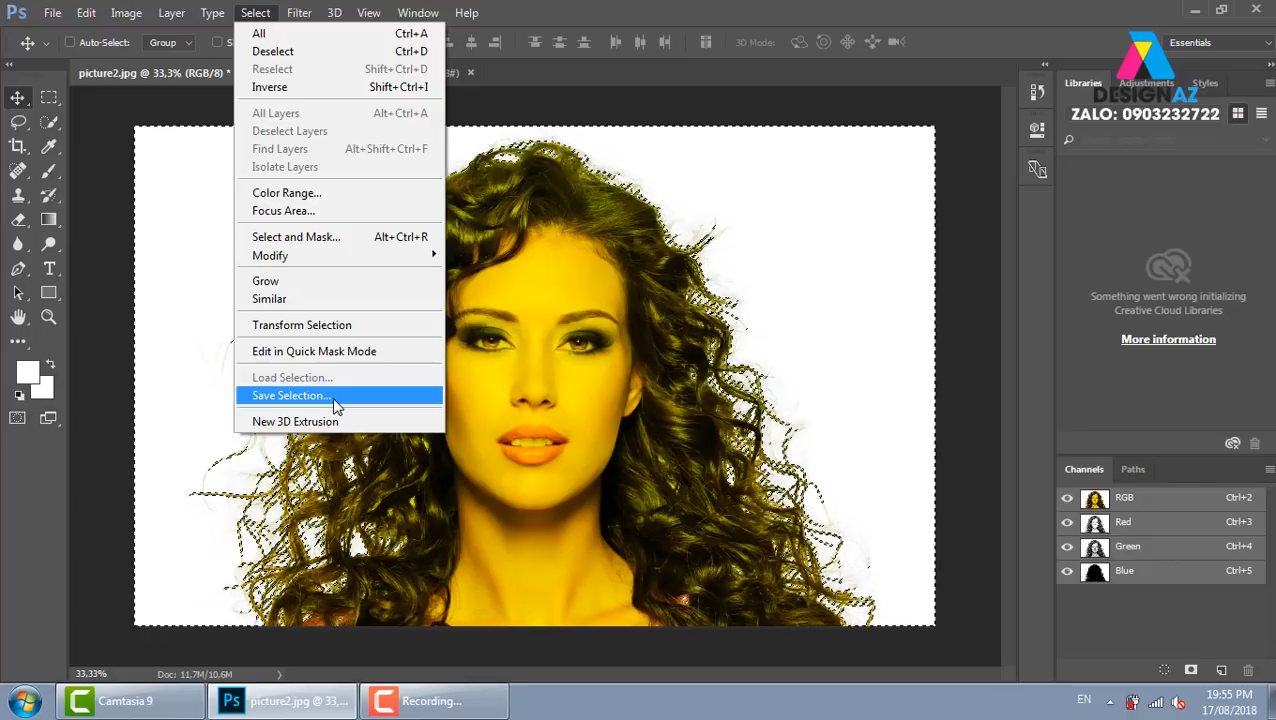 Ps File Edit Image Layer Type Select Filter 3D View Window Help
Auto-Select: Group 3D Mode: Essentials
picture2.jpg @ 33,3% (RGB/8) *
All Ctrl+A
Deselect Ctrl+D
Reselect Shift+Ctrl+D
Inverse Shift+Ctrl+I
All Layers Alt+Ctrl+A
Deselect Layers
Find Layers Alt+Shift+Ctrl+F
Isolate Layers
Color Range...
Focus Area...
Select and Mask... Alt+Ctrl+R
Modify
Grow
Similar
Transform Selection
Edit in Quick Mask Mode
Load Selection...
Save Selection...
New 3D Extrusion
DESIGN AZ
Libraries Adjustments Styles
ZALO: 0903232722
Something went wrong initializing
Creative Cloud Libraries
More information
Channels Paths
RGB Ctrl+2
Red Ctrl+3
Green Ctrl+4
Blue Ctrl+5
33,33% Doc: 11,7M/10,6M
Camtasia 9
Ps picture2.jpg @ 33,...
Recording...
EN
19:55 PM
17/08/2018